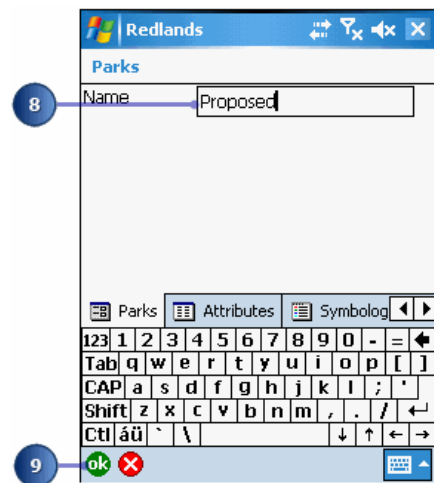 Redlands
Parks
8
Name Proposed
Parks Attributes Symbolog
123 1 2 3 4 5 6 7 8 9 0 - =
Tab q w e r t y u i o p [ ]
CAP a s d f g h j k l ; '
Shift z x c v b n m , . /
Ctl áü ` \
9
ok